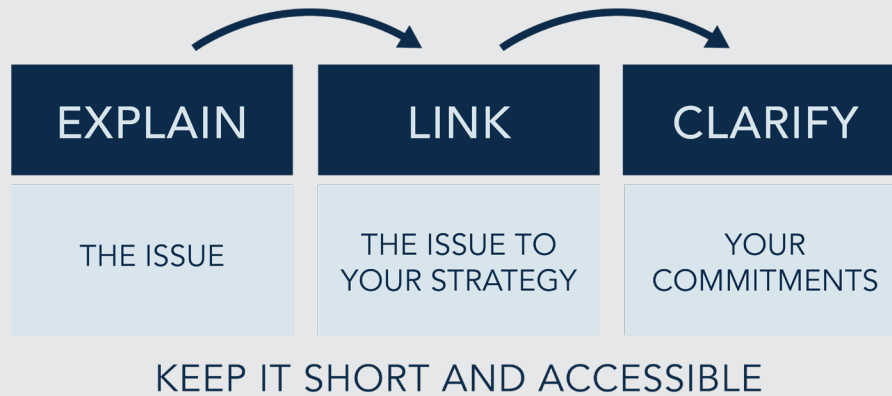 EXPLAIN
THE ISSUE
LINK
THE ISSUE TO
YOUR STRATEGY
CLARIFY
YOUR
COMMITMENTS
KEEP IT SHORT AND ACCESSIBLE